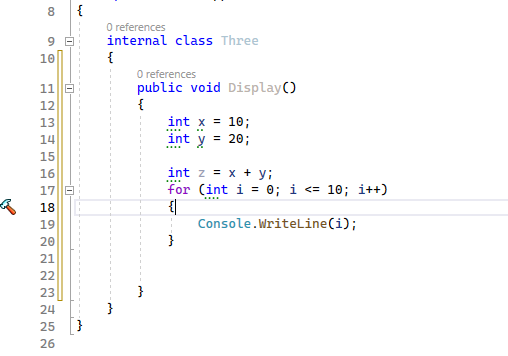 8 {
0 references
9 internal class Three
10 {
0 references
11 public void Display()
12 {
13 int x = 10;
14 int y = 20;
15
16 int z = x + y;
17 for (int i = 0; i <= 10; i++)
18 {
19 Console.WriteLine(i);
20 }
21
22
23 }
24 }
25 }
26